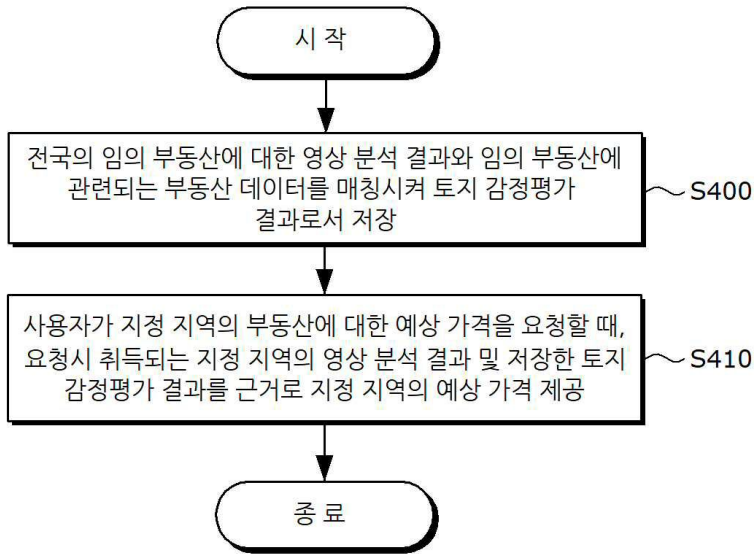 시 작
전국의 임의 부동산에 대한 영상 분석 결과와 임의 부동산에
관련되는 부동산 데이터를 매칭시켜 토지 감정평가
결과로서 저장
S400
사용자가 지정 지역의 부동산에 대한 예상 가격을 요청할 때,
요청시 취득되는 지정 지역의 영상 분석 결과 및 저장한 토지
감정평가 결과를 근거로 지정 지역의 예상 가격 제공
S410
종 료